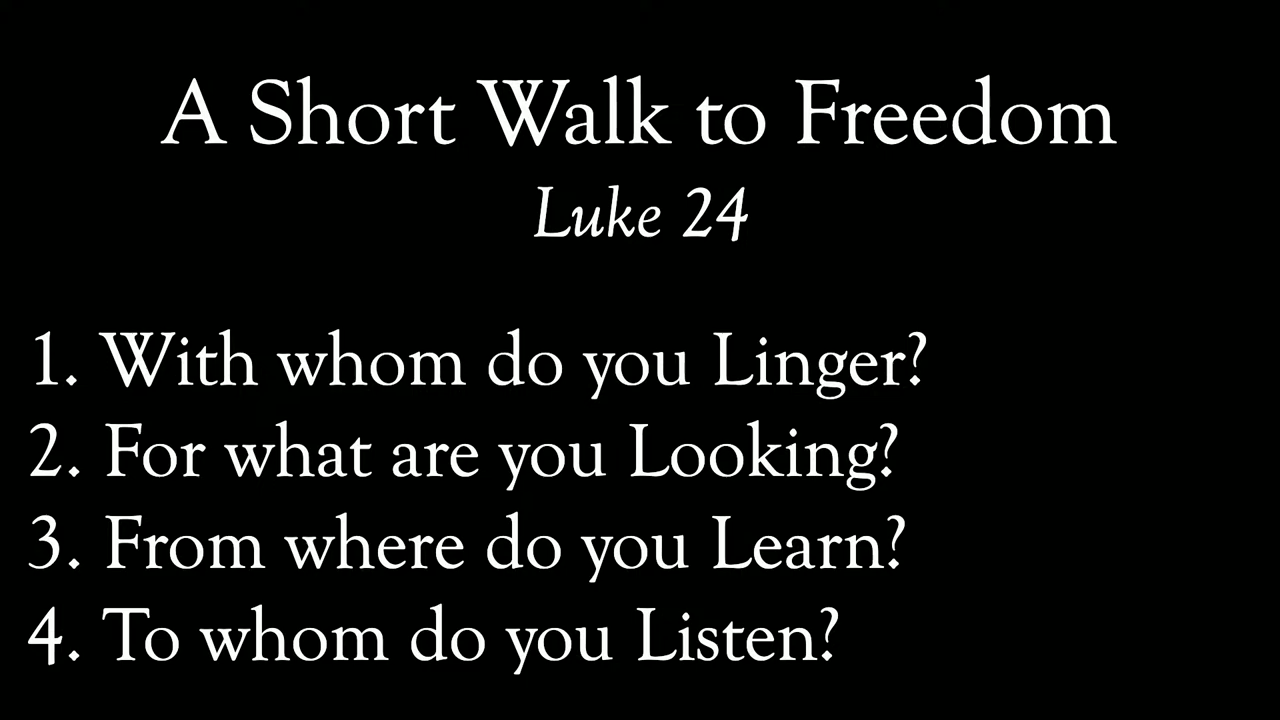 A Short Walk to Freedom
Luke 24
1. With whom do you Linger?
2. For what are you Looking?
3. From where do you Learn?
4. To whom do you Listen?